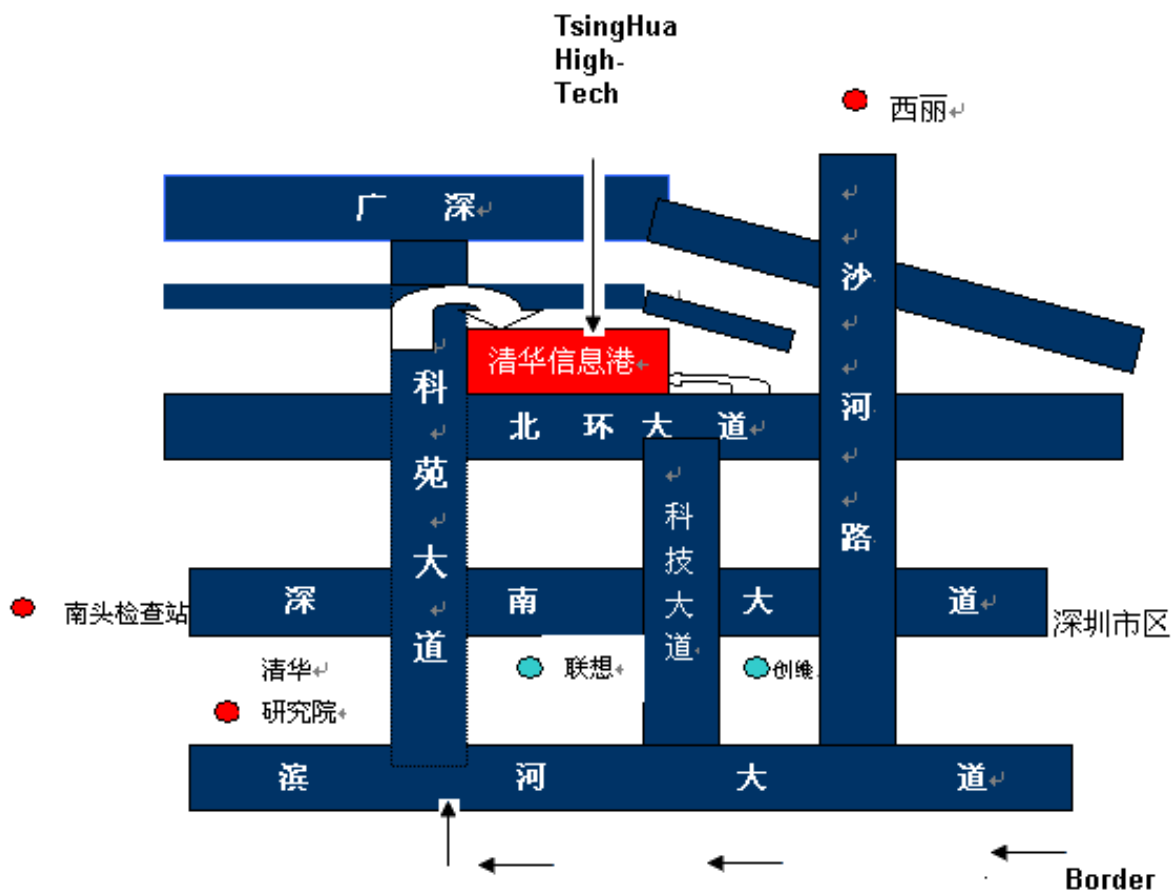 TsingHua
High-
Tech
西丽
广 深
沙河路
清华信息港
科苑大道
北 环 大 道
科技大道
深 南 大 道
南头检查站
深圳市区
清华
研究院
联想
创维
滨 河 大 道
Border